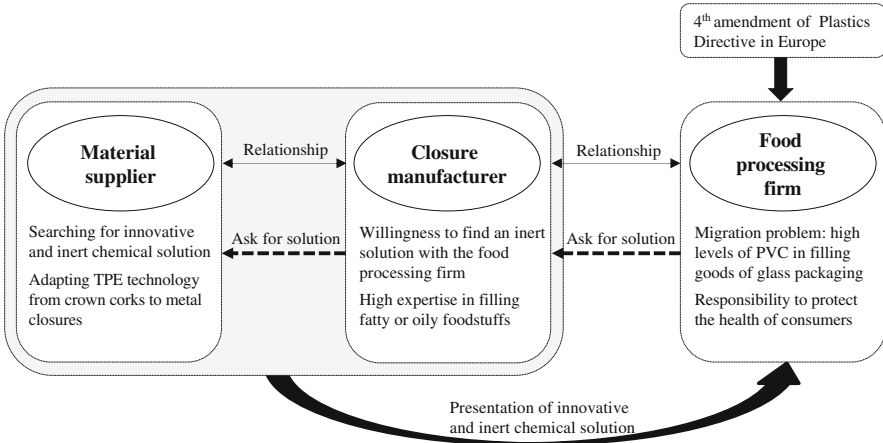 4th amendment of Plastics
Directive in Europe
Material
supplier
Relationship
Closure
manufacturer
Relationship
Food
processing
firm
Searching for innovative
and inert chemical solution
Adapting TPE technology
from crown corks to metal
closures
Ask for solution
Willingness to find an inert
solution with the food
processing firm
High expertise in filling
fatty or oily foodstuffs
Ask for solution
Migration problem: high
levels of PVC in filling
goods of glass packaging
Responsibility to protect
the health of consumers
Presentation of innovative
and inert chemical solution